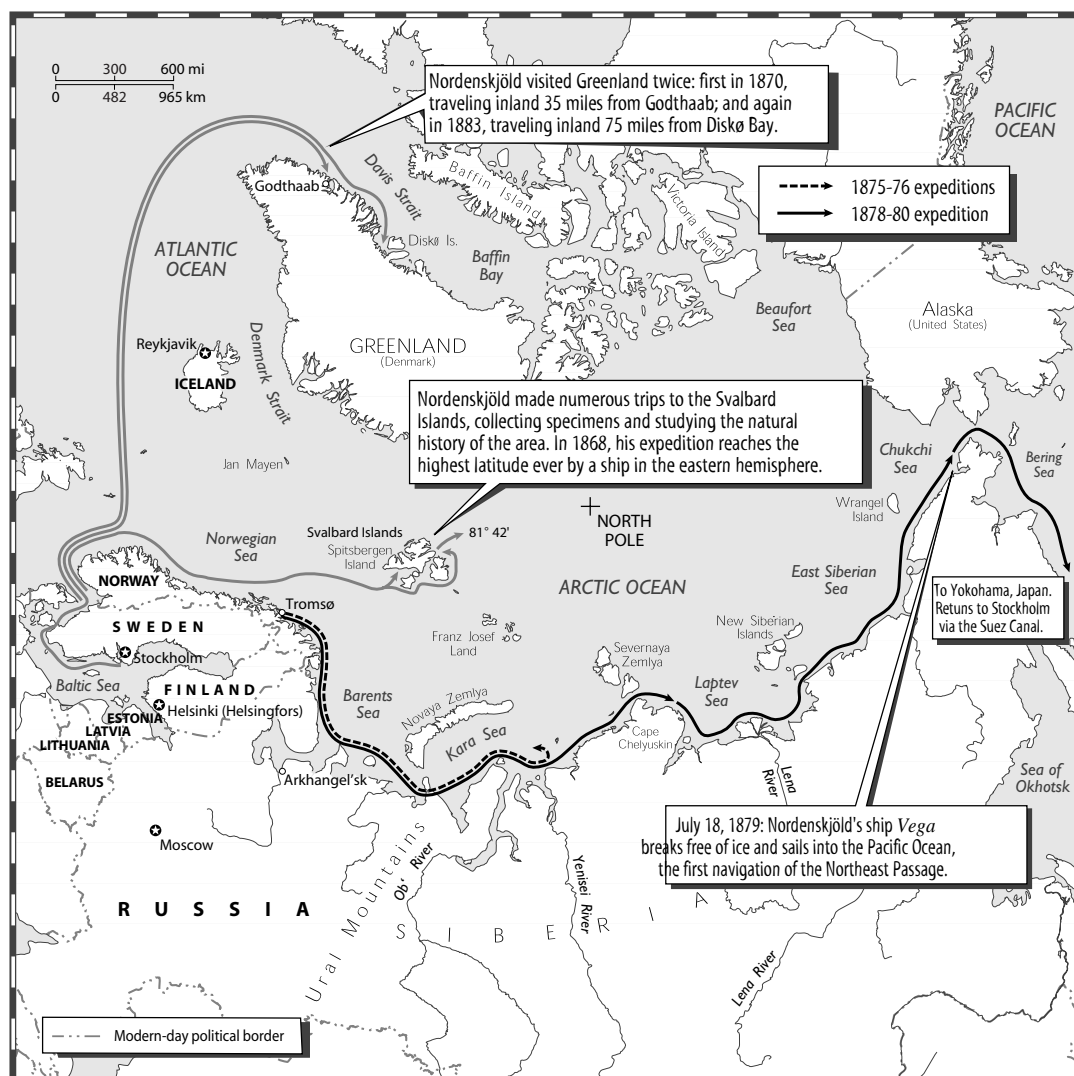 0 300 600 mi
0 482 965 km
Nordenskjöld visited Greenland twice: first in 1870,
traveling inland 35 miles from Godthaab; and again
in 1883, traveling inland 75 miles from Diskø Bay.
PACIFIC
OCEAN
1875-76 expeditions
1878-80 expedition
Godthaab
Davis Strait
Baffin Island
Victoria Island
Diskø Is.
Baffin
Bay
ATLANTIC
OCEAN
Beaufort
Sea
Alaska
(United States)
Reykjavik
ICELAND
Denmark Strait
GREENLAND
(Denmark)
Nordenskjöld made numerous trips to the Svalbard
Islands, collecting specimens and studying the natural
history of the area. In 1868, his expedition reaches the
highest latitude ever by a ship in the eastern hemisphere.
Jan Mayen
Chukchi
Sea
Bering
Sea
Wrangel
Island
NORTH
POLE
Svalbard Islands
81° 42'
Spitsbergen
Island
Norwegian
Sea
ARCTIC OCEAN
East Siberian
Sea
NORWAY
Tromsø
To Yokohama, Japan.
Retuns to Stockholm
via the Suez Canal.
SWEDEN
Stockholm
Franz Josef
Land
New Siberian
Islands
Severnaya
Zemlya
Baltic Sea
FINLAND
Helsinki (Helsingfors)
Barents
Sea
Novaya Zemlya
Kara Sea
Laptev
Sea
Cape
Chelyuskin
ESTONIA
LATVIA
LITHUANIA
BELARUS
Arkhangel'sk
Lena
River
Sea of
Okhotsk
Moscow
July 18, 1879: Nordenskjöld's ship Vega
breaks free of ice and sails into the Pacific Ocean,
the first navigation of the Northeast Passage.
Ural Mountains
Ob' River
Yenisei River
RUSSIA
SIBERIA
Lena River
Modern-day political border